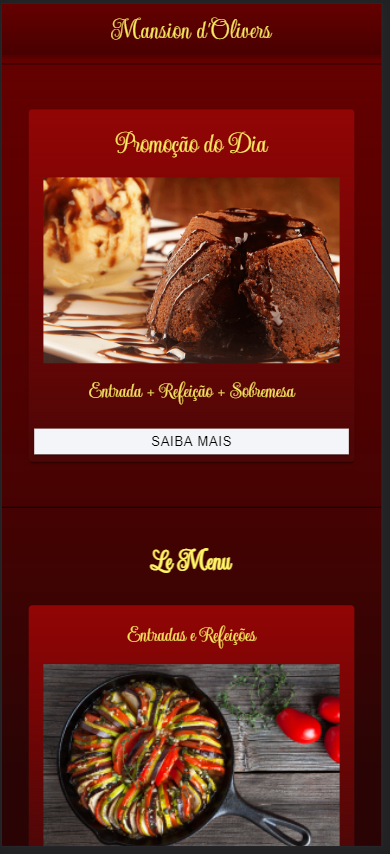 Mansion d'Olivers
Promoção do Dia
Entrada + Refeição + Sobremesa
SAIBA MAIS
Le Menu
Entradas e Refeições